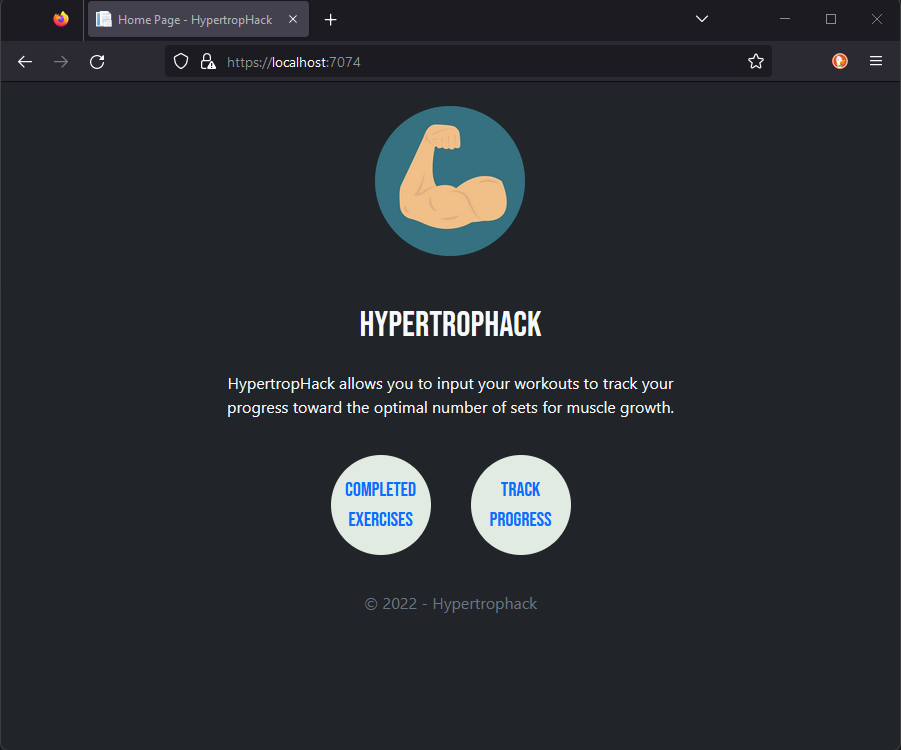 Home Page - HypertropHack
https://localhost:7074
HYPERTROPHACK
HypertropHack allows you to input your workouts to track your
progress toward the optimal number of sets for muscle growth.
COMPLETED
EXERCISES
TRACK
PROGRESS
© 2022 - Hypertrophack